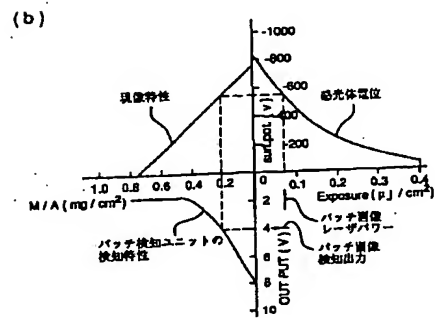 (b)
-1000
-800
-600
-400
-200
現像特性
感光体電位
surf.pot. (V)
1.0 0.8 0.6 0.4 0.2 0 0.1 0.2 0.3 0.4
M/A (mg/cm²)
Exposure (μJ/cm²)
2
4
6
8
10
OUT PUT (V)
パッチ検知ユニットの
検知特性
パッチ画像
レーザパワー
パッチ画像
検知出力